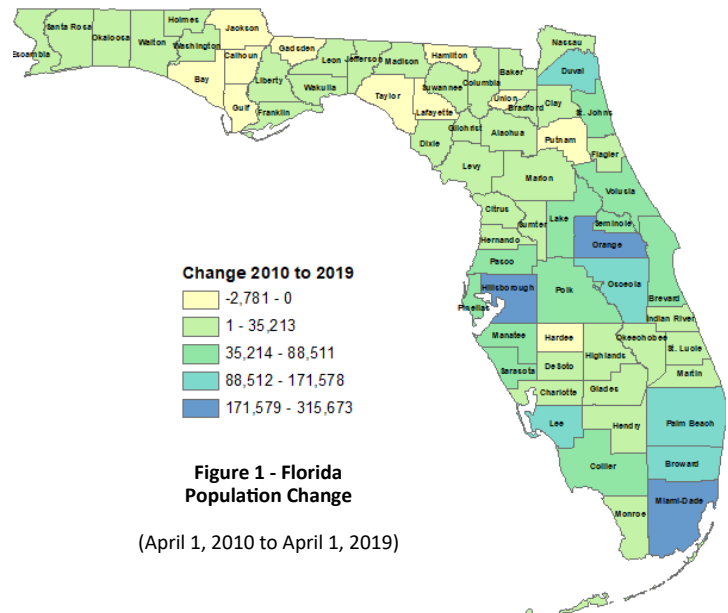 Holmes
Jackson
Santa Rosa
Okaloosa
Walton
Washington
Escambia
Calhoun
Gadsden
Leon
Jefferson
Madison
Hamilton
Nassau
Duval
Baker
Columbia
Suwannee
Bay
Liberty
Wakulla
Taylor
Lafayette
Union
Bradford
Clay
St. Johns
Gulf
Franklin
Gilchrist
Alachua
Putnam
Dixie
Flagler
Levy
Marion
Volusia
Citrus
Sumter
Lake
Seminole
Hernando
Orange
Pasco
Hillsborough
Polk
Osceola
Brevard
Pinellas
Indian River
Manatee
Hardee
Okeechobee
Highlands
St. Lucie
Sarasota
DeSoto
Martin
Charlotte
Glades
Lee
Hendry
Palm Beach
Broward
Collier
Miami-Dade
Monroe
Change 2010 to 2019
-2,781 - 0
1 - 35,213
35,214 - 88,511
88,512 - 171,578
171,579 - 315,673
Figure 1 - Florida
Population Change
(April 1, 2010 to April 1, 2019)